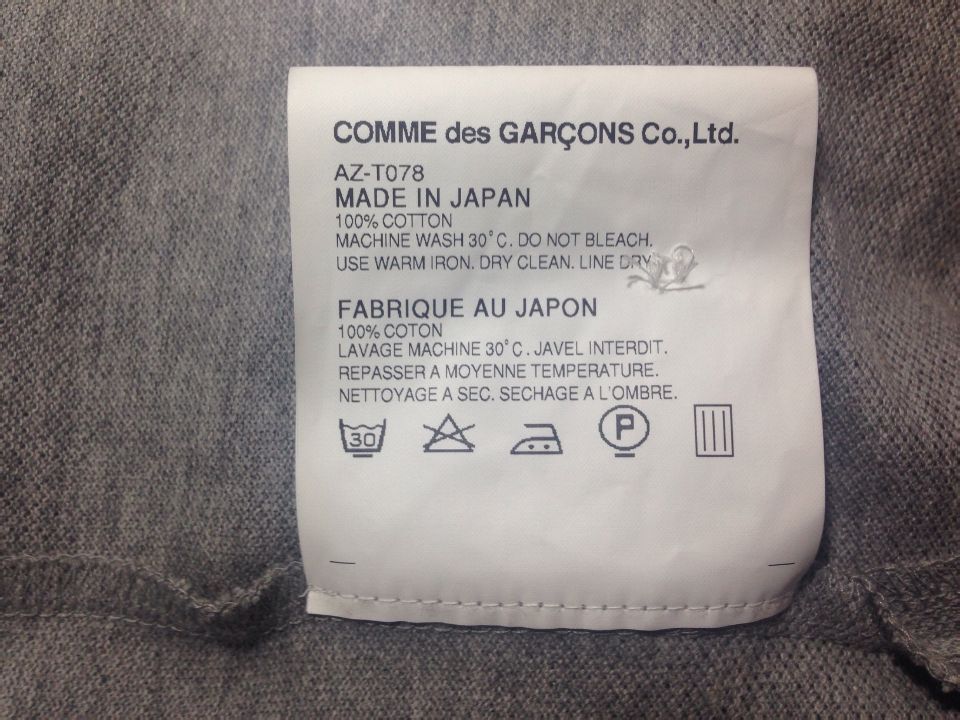 COMME des GARÇONS Co.,Ltd.
AZ-T078
MADE IN JAPAN
100% COTTON
MACHINE WASH 30°C. DO NOT BLEACH.
USE WARM IRON. DRY CLEAN. LINE DRY
FABRIQUE AU JAPON
100% COTON
LAVAGE MACHINE 30°C. JAVEL INTERDIT.
REPASSER A MOYENNE TEMPERATURE.
NETTOYAGE A SEC. SECHAGE A L'OMBRE.
30 P